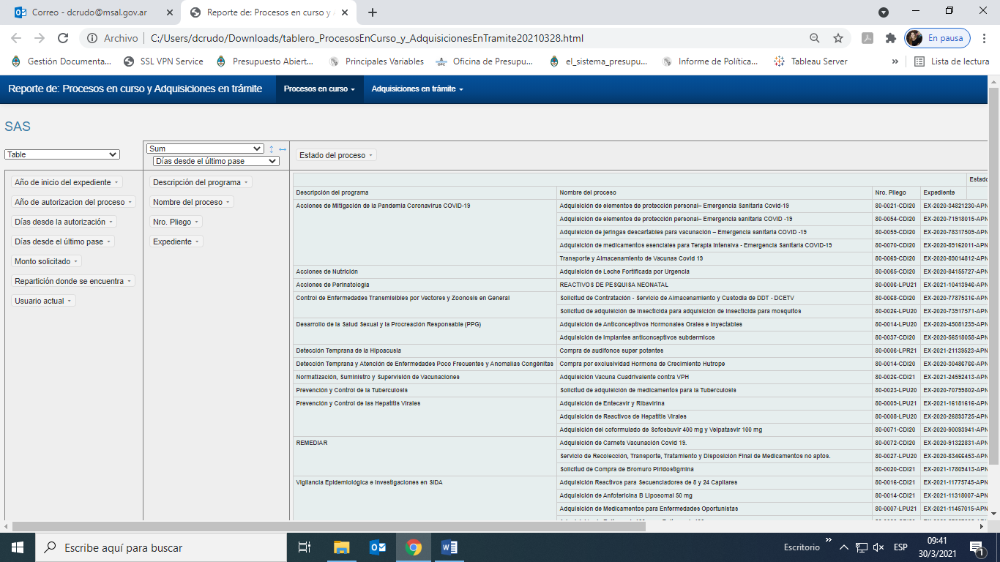 Correo - dcrudo@msal.gov.ar
Reporte de: Procesos en curso y
Archivo
C:/Users/dcrudo/Downloads/tablero_ProcesosEnCurso_y_AdquisicionesEnTramite20210328.html
En pausa
Gestión Documenta... SSL VPN Service Presupuesto Abiert... Principales Variables Oficina de Presupu... el_sistema_presupu... Informe de Política... Tableau Server » Lista de lectura
Reporte de: Procesos en curso y Adquisiciones en trámite Procesos en curso Adquisiciones en trámite
SAS
Table
Sum
Días desde el último pase
Estado del proceso
Año de inicio del expediente
Año de autorizacion del proceso
Días desde la autorización
Días desde el último pase
Monto solicitado
Repartición donde se encuentra
Usuario actual
Descripción del programa
Nombre del proceso
Nro. Pliego
Expediente
Estado
Descripción del programa Nombre del proceso Nro. Pliego Expediente
Acciones de Mitigación de la Pandemia Coronavirus COVID-19 Adquisición de elementos de protección personal– Emergencia Sanitaria Covid-19 80-0021-CDI20 EX-2020-34821230-APN
Adquisición de elementos de protección personal– Emergencia sanitaria COVID -19 80-0054-CDI20 EX-2020-71918015-APN
Adquisición de jeringas descartables para vacunación – Emergencia sanitaria COVID -19 80-0059-CDI20 EX-2020-78317509-APN
Adquisición de medicamentos esenciales para Terapia Intensiva - Emergencia Sanitaria COVID-19 80-0070-CDI20 EX-2020-89162011-APN
Transporte y Almacenamiento de Vacunas Covid 19 80-0069-CDI20 EX-2020-89014812-APN
Acciones de Nutrición Adquisición de Leche Fortificada por Urgencia 80-0065-CDI20 EX-2020-84155727-APN
Acciones de Perinatología REACTIVOS DE PESQUISA NEONATAL 80-0006-LPU21 EX-2021-10413946-APN
Control de Enfermedades Transmisibles por Vectores y Zoonosis en General Solicitud de Contratación - Servicio de Almacenamiento y Custodia de DDT - DCETV 80-0068-CDI20 EX-2020-77875316-APN
Solicitud de adquisición de insecticida para adquisición de insecticida para mosquitos 80-0026-LPU20 EX-2020-73917571-APN
Desarrollo de la Salud Sexual y la Procreación Responsable (PPG) Adquisición de Anticonceptivos Hormonales Orales e Inyectables 80-0014-LPU20 EX-2020-45081239-APN
Adquisición de implantes anticonceptivos subdermicos 80-0037-CDI20 EX-2020-56518058-APN
Detección Temprana de la Hipoacusia Compra de audifonos super potentes 80-0006-LPR21 EX-2021-21139523-APN
Detección Temprana y Atención de Enfermedades Poco Frecuentes y Anomalías Congénitas Compra por exclusividad Hormona de Crecimiento Hutrope 80-0014-CDI20 EX-2020-30486766-APN
Normatización, Suministro y Supervisión de Vacunaciones Adquisición Vacuna Cuadrivalente contra VPH 80-0026-CDI21 EX-2021-24592413-APN
Prevención y Control de la Tuberculosis Solicitud de adquisición de medicamentos para la Tuberculosis 80-0023-LPU20 EX-2020-70799802-APN
Prevención y Control de las Hepatitis Virales Adquisición de Entecavir y Ribavirina 80-0009-LPU21 EX-2021-16181616-APN
Adquisición de Reactivos de Hepatitis Virales 80-0008-LPU20 EX-2020-26893725-APN
Adquisición del coformulado de Sofosbuvir 400 mg y Velpatasvir 100 mg 80-0071-CDI20 EX-2020-90093941-APN
REMEDIAR Adquisición de Carnets Vacunación Covid 19. 80-0072-CDI20 EX-2020-91322831-APN
Servicio de Recolección, Transporte, Tratamiento y Disposición Final de Medicamentos no aptos. 80-0027-LPU20 EX-2020-83466453-APN
Solicitud de Compra de Bromuro Piridostigmina 80-0020-CDI21 EX-2021-17809413-APN
Vigilancia Epidemiológica e Investigaciones en SIDA Adquisición Reactivos para Secuenciadores de 8 y 24 Capilares 80-0016-CDI21 EX-2021-11775745-APN
Adquisición de Anfotericina B Liposomal 50 mg 80-0014-CDI21 EX-2021-11318007-APN
Adquisición de Medicamentos para Enfermedades Oportunistas 80-0007-LPU21 EX-2021-11457015-APN
Escribe aquí para buscar
Escritorio » ESP 09:41
30/3/2021
1